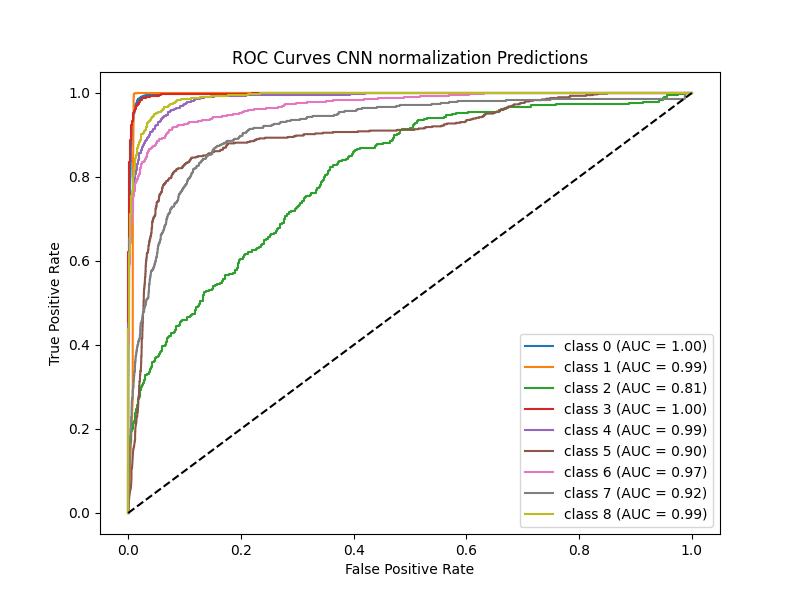 ROC Curves CNN normalization Predictions
True Positive Rate
1.0
0.8
0.6
0.4
0.2
0.0
class 0 (AUC = 1.00)
class 1 (AUC = 0.99)
class 2 (AUC = 0.81)
class 3 (AUC = 1.00)
class 4 (AUC = 0.99)
class 5 (AUC = 0.90)
class 6 (AUC = 0.97)
class 7 (AUC = 0.92)
class 8 (AUC = 0.99)
0.0 0.2 0.4 0.6 0.8 1.0
False Positive Rate